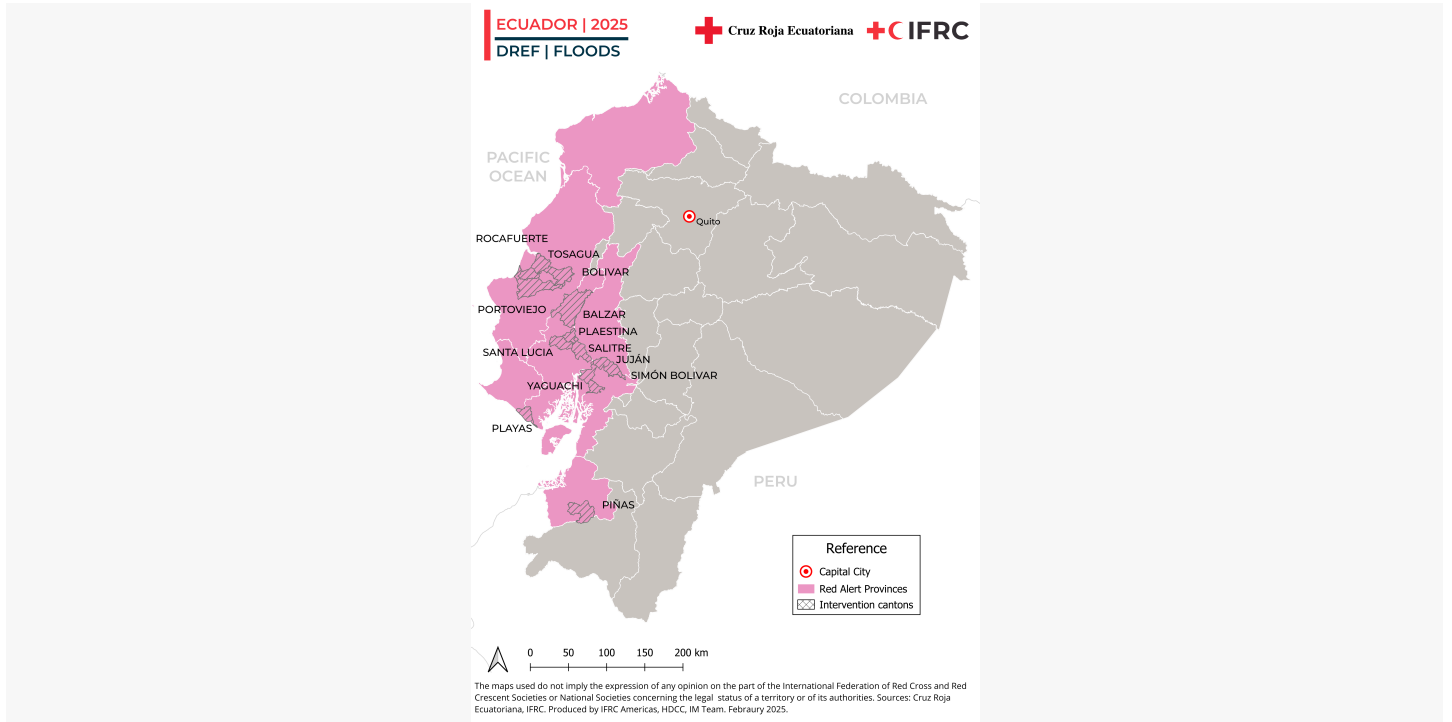 ECUADOR | 2025
DREF | FLOODS
Cruz Roja Ecuatoriana
IFRC
COLOMBIA
PACIFIC
OCEAN
Quito
ROCAFUERTE
TOSAGUA
BOLIVAR
PORTOVIEJO
BALZAR
PLAESTINA
SALITRE
SANTA LUCIA
JUJÁN
SIMÓN BOLIVAR
YAGUACHI
PLAYAS
PERU
PIÑAS
Reference
Capital City
Red Alert Provinces
Intervention cantons
0 50 100 150 200 km
The maps used do not imply the expression of any opinion on the part of the International Federation of Red Cross and Red
Crescent Societies or National Societies concerning the legal status of a territory or of its authorities. Sources: Cruz Roja
Ecuatoriana, IFRC. Produced by IFRC Americas, HDCC, IM Team. Febraury 2025.